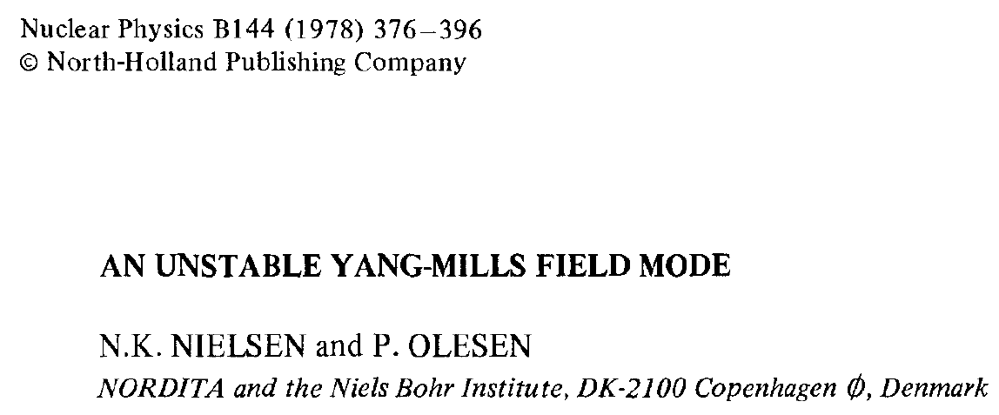 Nuclear Physics B144 (1978) 376–396
© North-Holland Publishing Company
AN UNSTABLE YANG-MILLS FIELD MODE
N.K. NIELSEN and P. OLESEN
NORDITA and the Niels Bohr Institute, DK-2100 Copenhagen Ø, Denmark